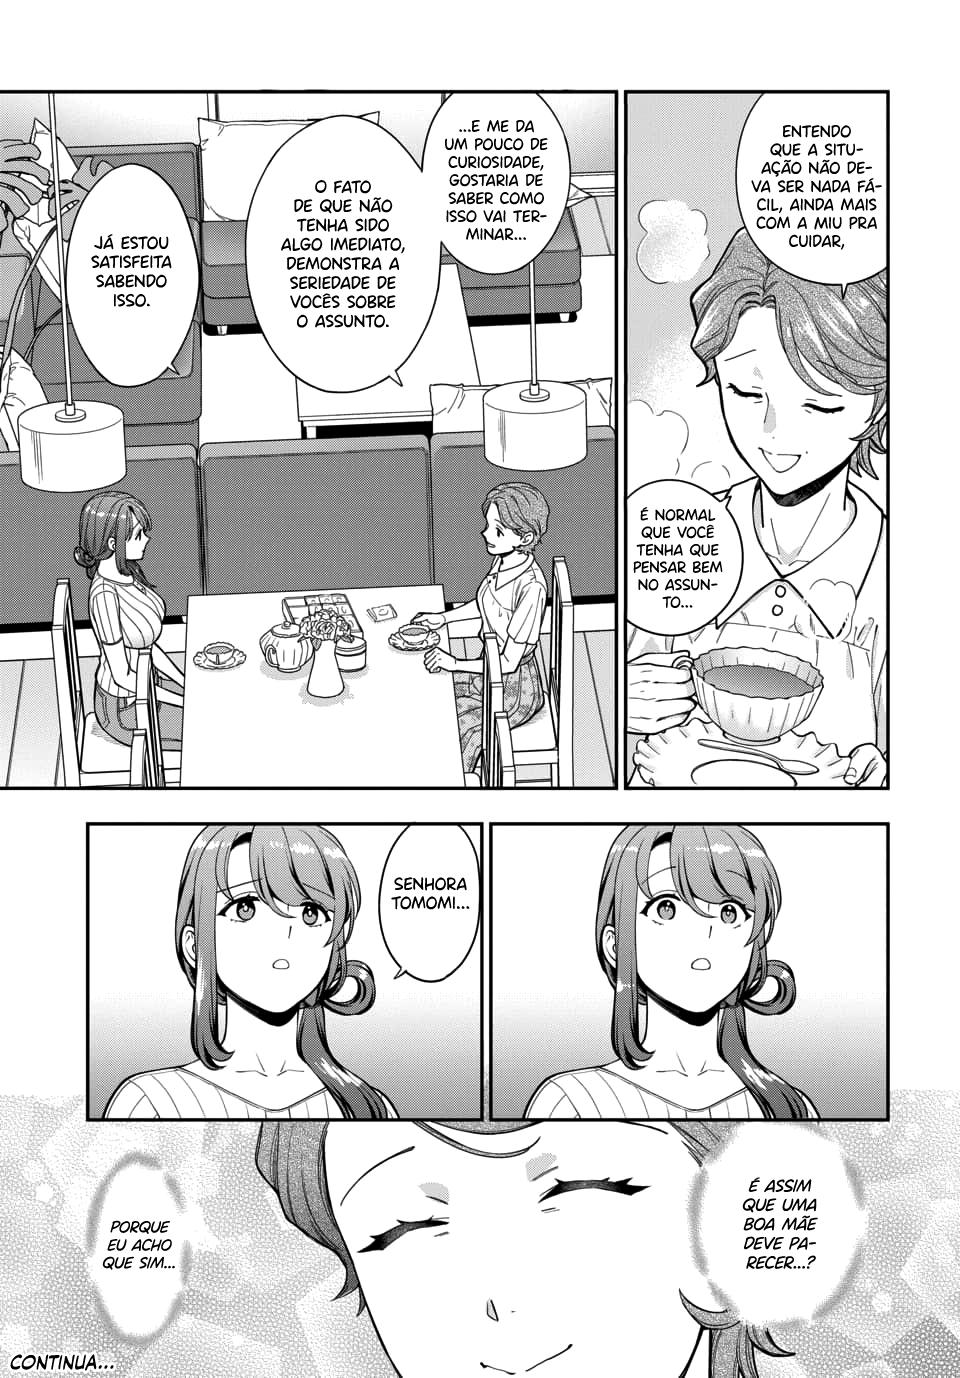 ENTENDO
QUE A SITU-
AÇÃO NÃO DE-
VA SER NADA FÁ-
CIL, AINDA MAIS
COM A MIU PRA
CUIDAR,
É NORMAL
QUE VOCÊ
TENHA QUE
PENSAR BEM
NO ASSUN-
TO...
...E ME DA
UM POUCO DE
CURIOSIDADE,
GOSTARIA DE
SABER COMO
ISSO VAI TER-
MINAR...
O FATO
DE QUE NÃO
TENHA SIDO
ALGO IMEDIATO,
DEMONSTRA A
SERIEDADE DE
VOCÊS SOBRE
O ASSUNTO.
JÁ ESTOU
SATISFEITA
SABENDO
ISSO.
SENHORA
TOMOMI...
É ASSIM
QUE UMA
BOA MÃE
DEVE PA-
RECER...?
PORQUE
EU ACHO
QUE SIM...
CONTINUA...